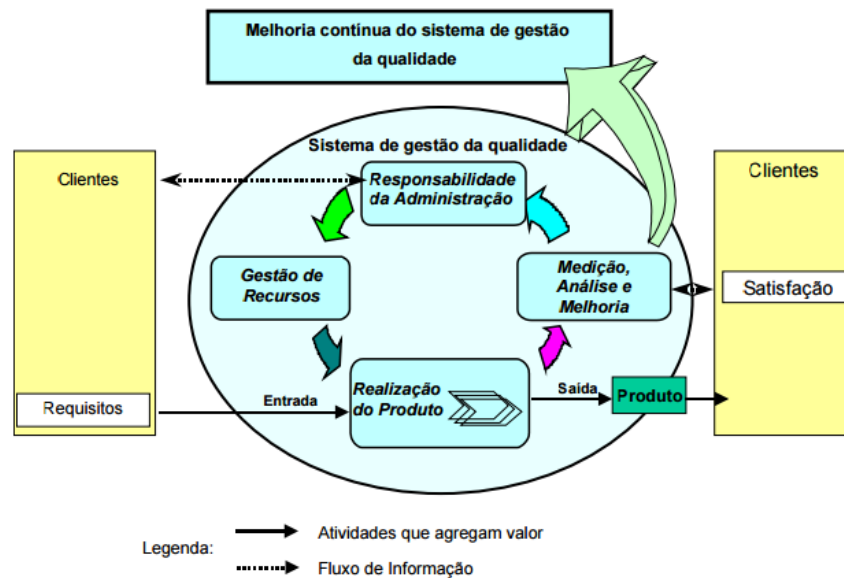 Melhoria continua do sistema de gestão
da qualidade
Sistema de gestão da qualidade
Clientes
Clientes
Responsabilidade
da Administração
Gestão de
Recursos
Medição,
Análise e
Melhoria
Satisfação
Requisitos
Entrada
Realização
do Produto
Saida
Produto
Legenda:
Atividades que agregam valor
Fluxo de Informação